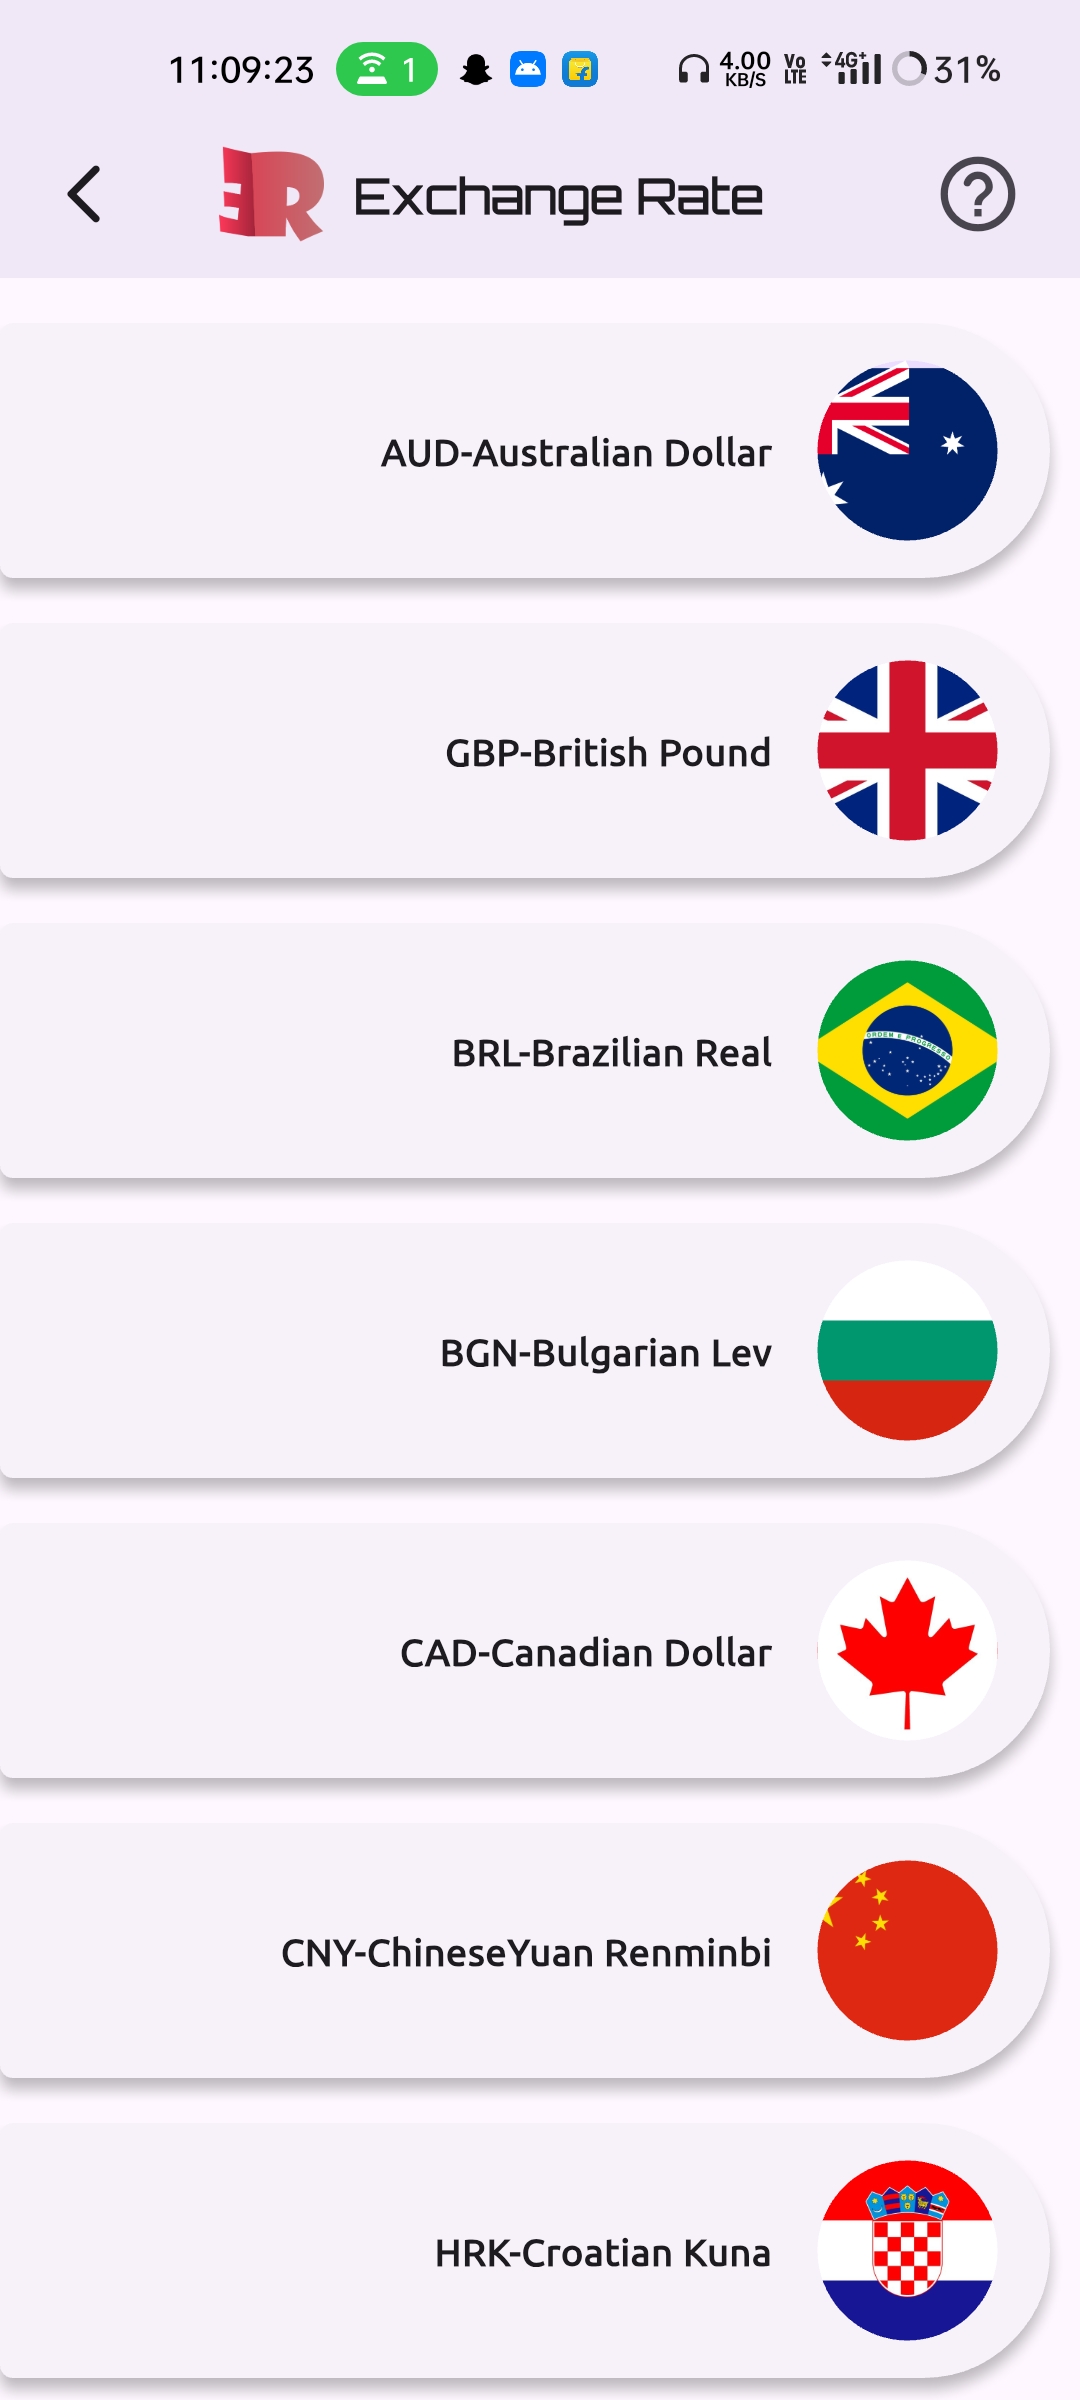 11:09:23 1 4.00 KB/S Vo LTE 4G+ 31%
ER Exchange Rate
AUD-Australian Dollar
GBP-British Pound
ORDEM E PROGRESSO
BRL-Brazilian Real
BGN-Bulgarian Lev
CAD-Canadian Dollar
CNY-ChineseYuan Renminbi
HRK-Croatian Kuna